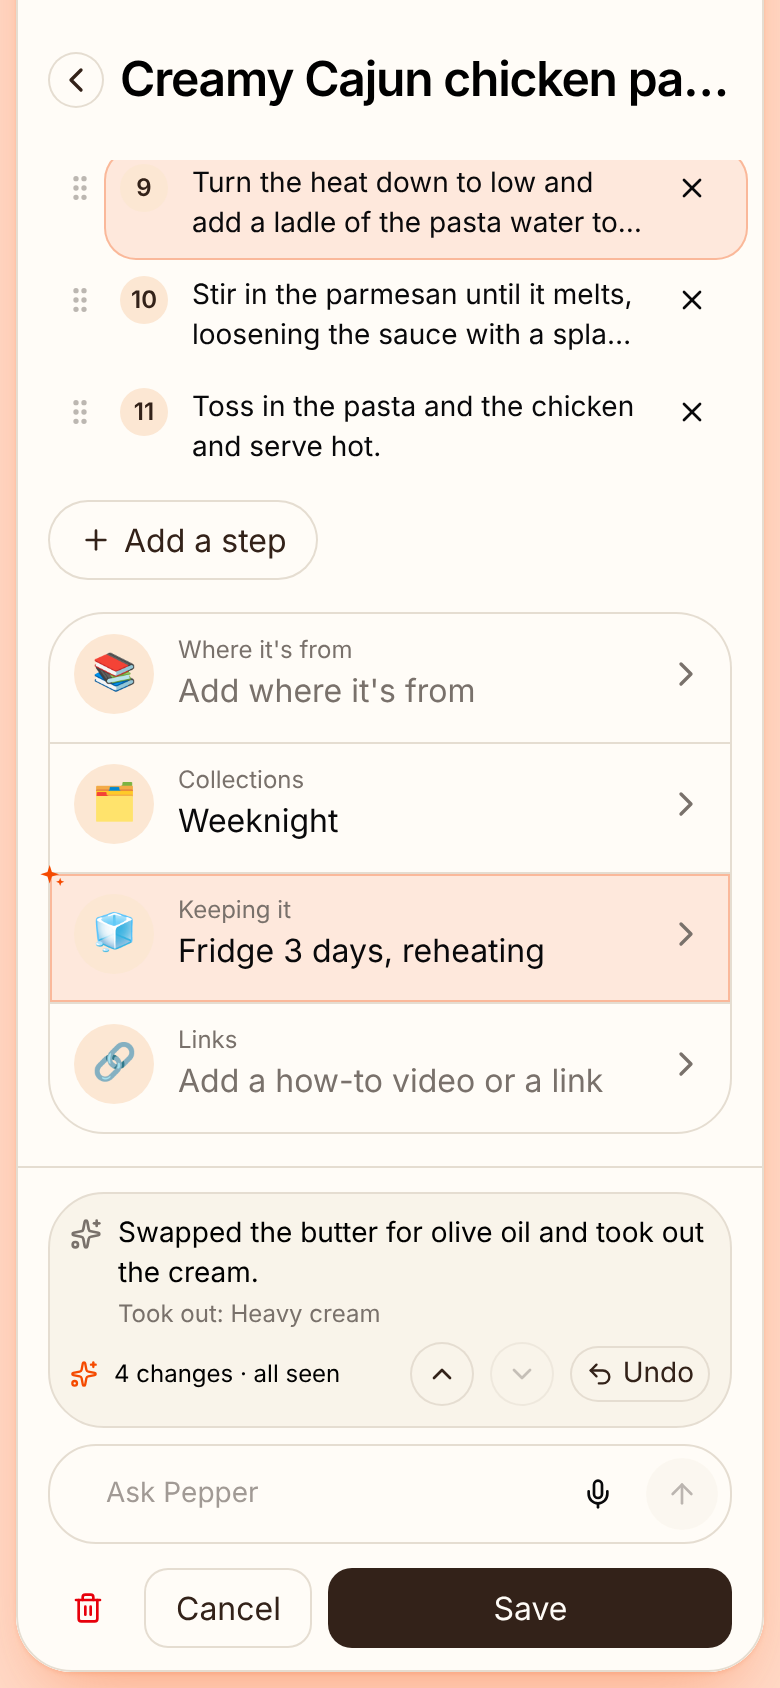 Creamy Cajun chicken pa...
9
Turn the heat down to low and
add a ladle of the pasta water to...
10
Stir in the parmesan until it melts,
loosening the sauce with a spla...
11
Toss in the pasta and the chicken
and serve hot.
Add a step
Where it's from
Add where it's from
Collections
Weeknight
Keeping it
Fridge 3 days, reheating
Links
Add a how-to video or a link
Swapped the butter for olive oil and took out
the cream.
Took out: Heavy cream
4 changes · all seen
Undo
Ask Pepper
Cancel
Save